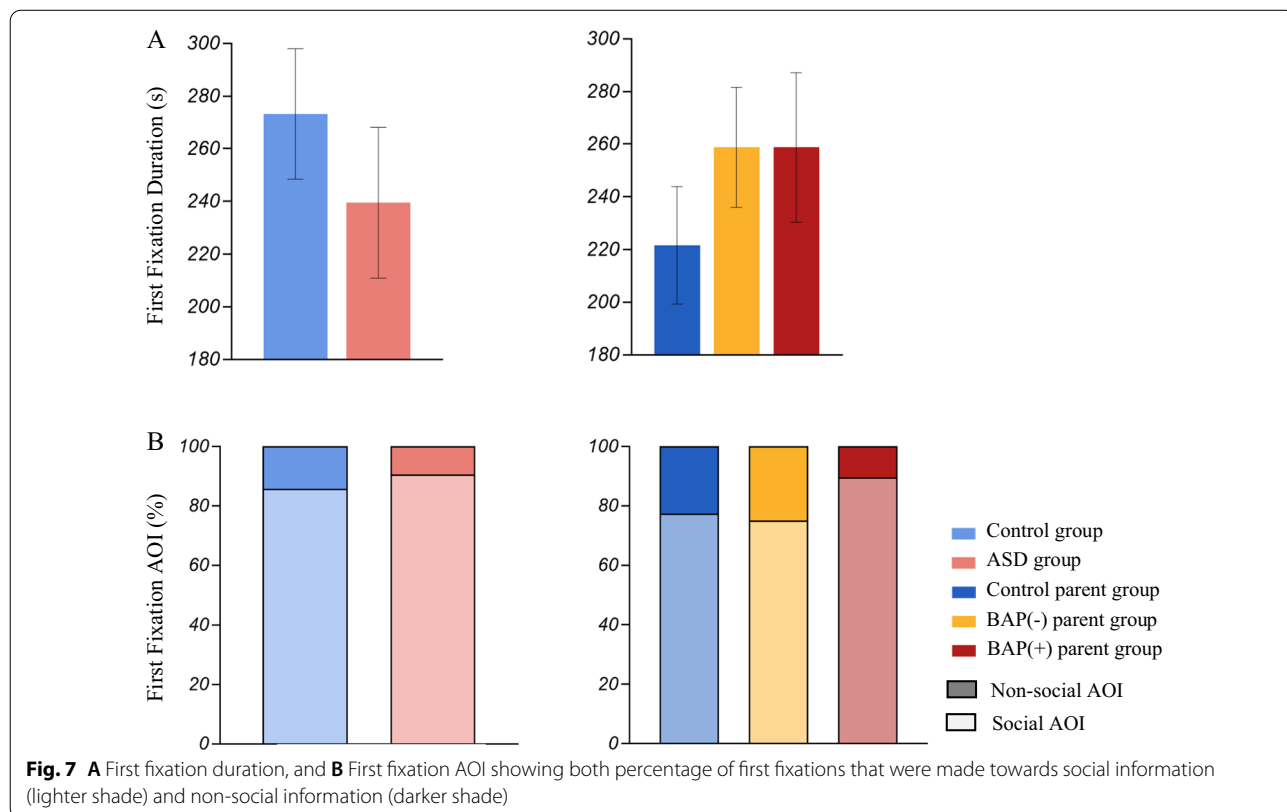 A
First Fixation Duration (s)
300
280
260
240
220
200
180
300
280
260
240
220
200
180
B
First Fixation AOI (%)
100
80
60
40
20
0
100
80
60
40
20
0
Control group
ASD group
Control parent group
BAP(-) parent group
BAP(+) parent group
Non-social AOI
Social AOI
Fig. 7 A First fixation duration, and B First fixation AOI showing both percentage of first fixations that were made towards social information
(lighter shade) and non-social information (darker shade)